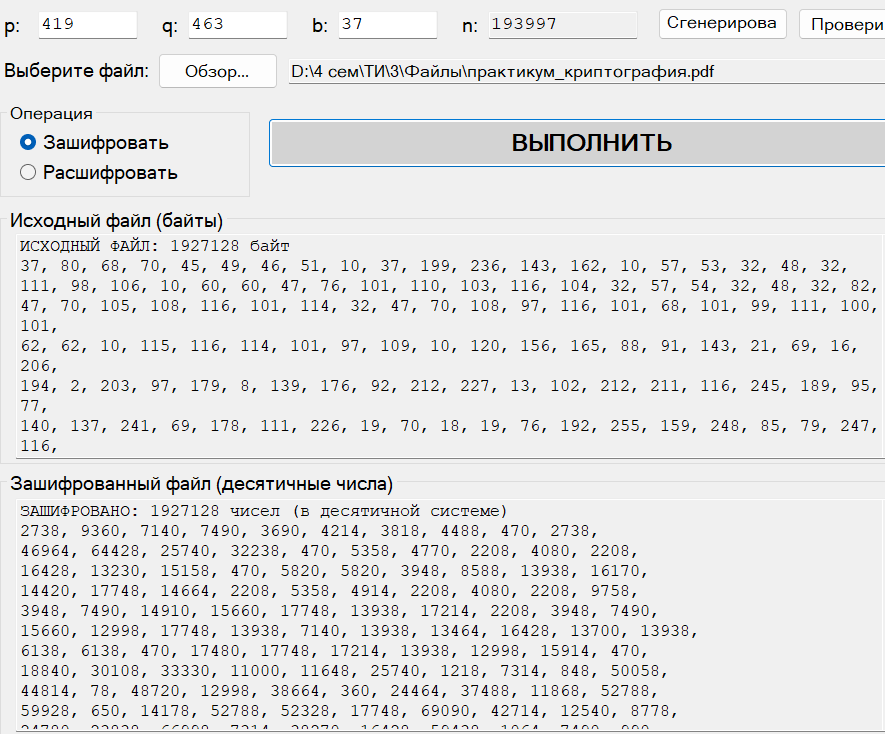 p: 419 q: 463 b: 37 n: 193997 Сгенерирова Провери
Выберите файл: Обзор... D:\4 сем\ТИ\3\Файлы\практикум_криптография.pdf
Операция
Зашифровать
ВЫПОЛНИТЬ
Расшифровать
Исходный файл (байты)
ИСХОДНЫЙ ФАЙЛ: 1927128 байт
37, 80, 68, 70, 45, 49, 46, 51, 10, 37, 199, 236, 143, 162, 10, 57, 53, 32, 48, 32,
111, 98, 106, 10, 60, 60, 47, 76, 101, 110, 103, 116, 104, 32, 57, 54, 32, 48, 32, 82,
47, 70, 105, 108, 116, 101, 114, 32, 47, 70, 108, 97, 116, 101, 68, 101, 99, 111, 100,
101,
62, 62, 10, 115, 116, 114, 101, 97, 109, 10, 120, 156, 165, 88, 91, 143, 21, 69, 16,
206,
194, 2, 203, 97, 179, 8, 139, 176, 92, 212, 227, 13, 102, 212, 211, 116, 245, 189, 95,
77,
140, 137, 241, 69, 178, 111, 226, 19, 70, 18, 19, 76, 192, 255, 159, 248, 85, 79, 247,
116,
Зашифрованный файл (десятичные числа)
ЗАШИФРОВАНО: 1927128 чисел (в десятичной системе)
2738, 9360, 7140, 7490, 3690, 4214, 3818, 4488, 470, 2738,
46964, 64428, 25740, 32238, 470, 5358, 4770, 2208, 4080, 2208,
16428, 13230, 15158, 470, 5820, 5820, 3948, 8588, 13938, 16170,
14420, 17748, 14664, 2208, 5358, 4914, 2208, 4080, 2208, 9758,
3948, 7490, 14910, 15660, 17748, 13938, 17214, 2208, 3948, 7490,
15660, 12998, 17748, 13938, 7140, 13938, 13464, 16428, 13700, 13938,
6138, 6138, 470, 17480, 17748, 17214, 13938, 12998, 15914, 470,
18840, 30108, 33330, 11000, 11648, 25740, 1218, 7314, 848, 50058,
44814, 78, 48720, 12998, 38664, 360, 24464, 37488, 11868, 52788,
59928, 650, 14178, 52788, 52328, 17748, 69090, 42714, 12540, 8778,